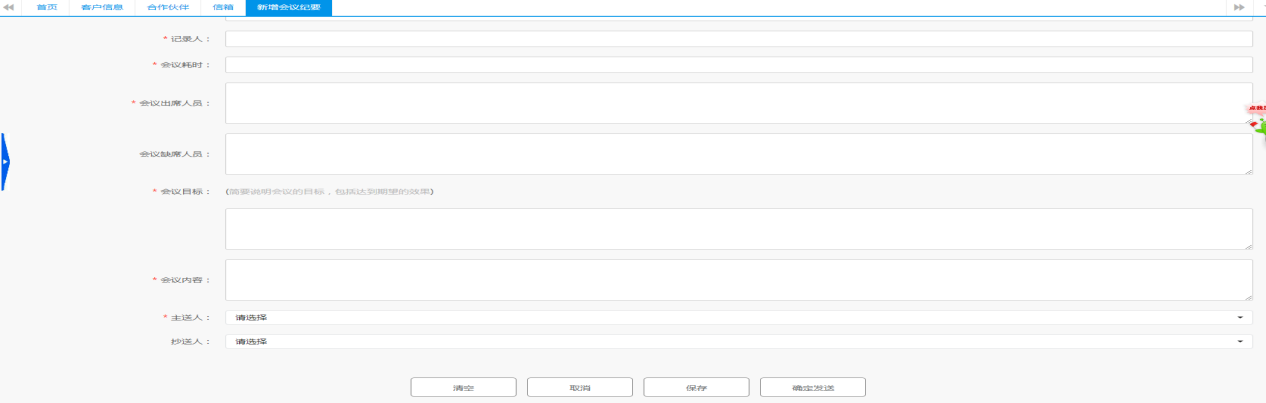 首页 客户信息 合作伙伴 信箱 新增会议纪要
* 记录人：
* 会议耗时：
* 会议出席人员：
会议缺席人员：
* 会议目标： (简要说明会议的目标，包括达到期望的效果)
* 会议内容：
* 主送人： 请选择
抄送人： 请选择
清空 取消 保存 确定发送